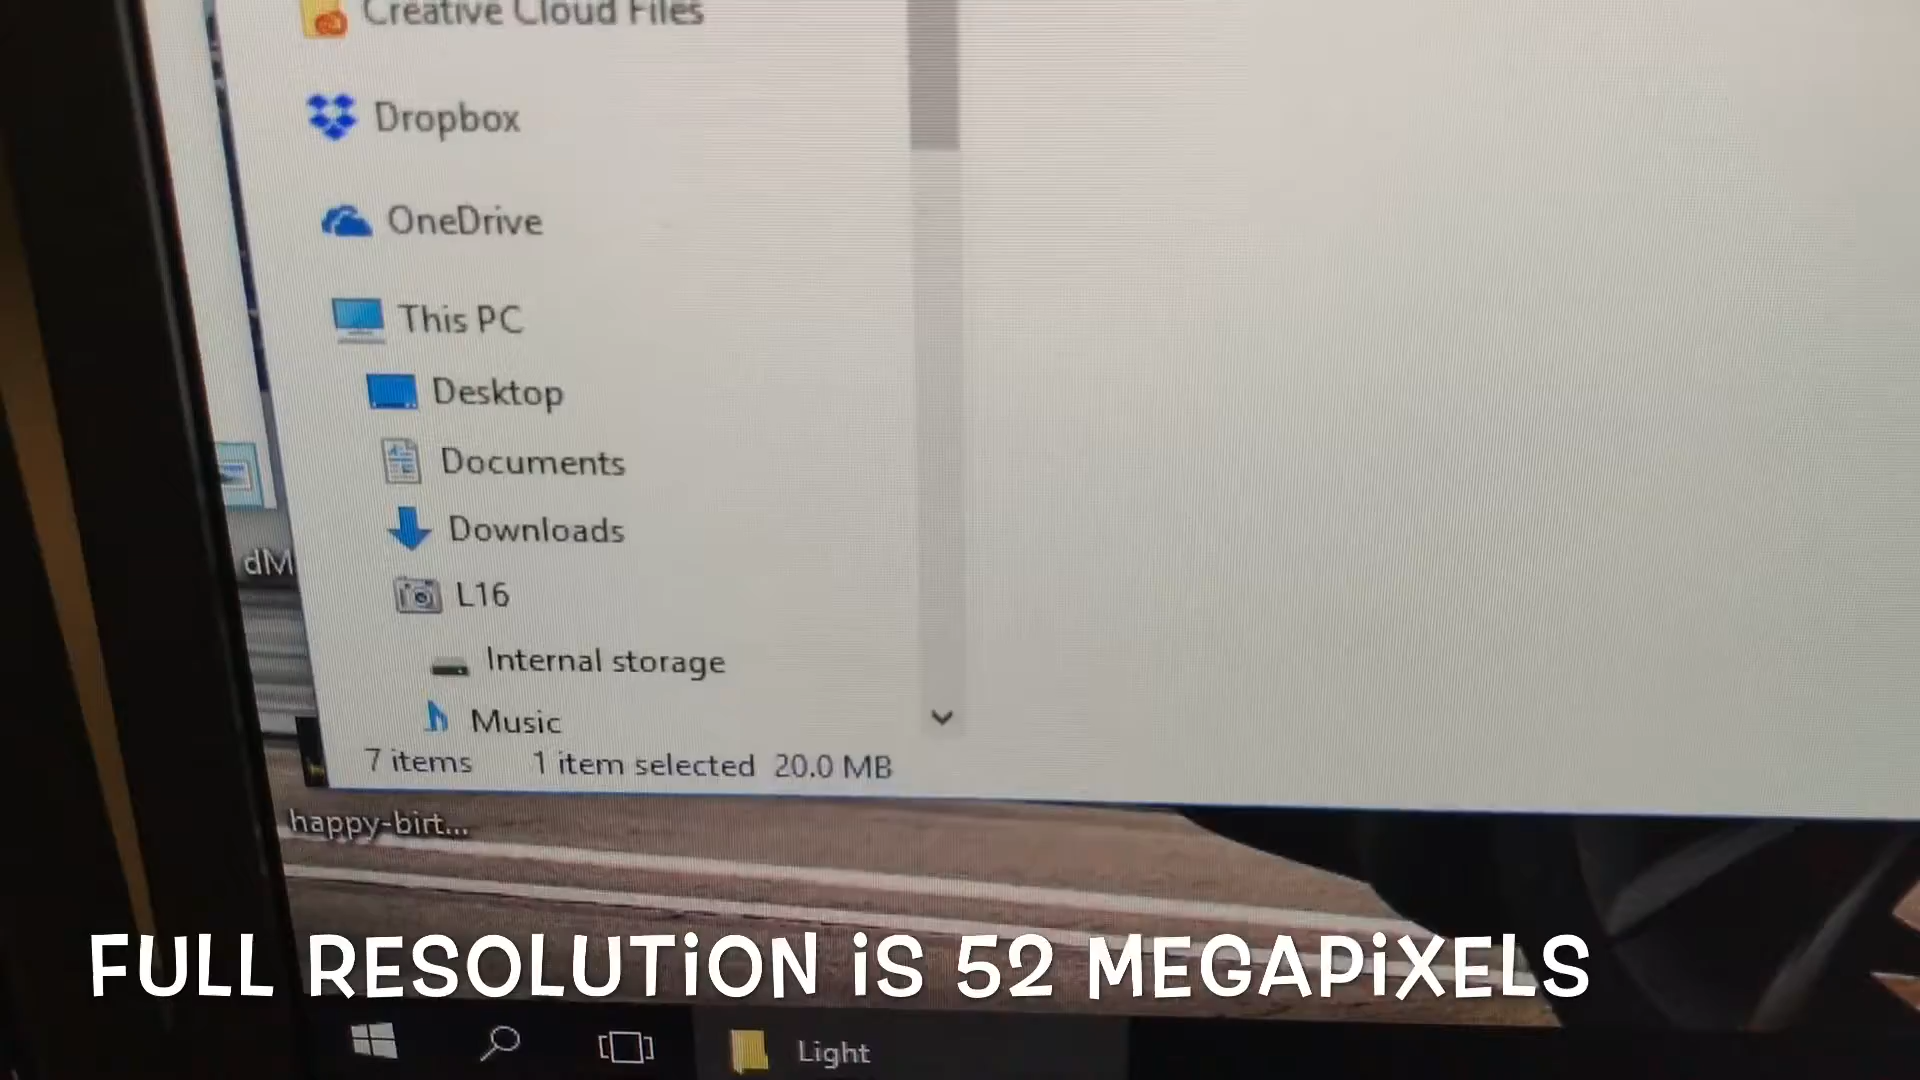 Creative Cloud Files
Dropbox
OneDrive
This PC
Desktop
Documents
Downloads
dM
L16
Internal storage
Music
7 items 1 item selected 20.0 MB
happy-birt...
FULL RESOLUTiON iS 52 MEGAPiXELS
Light